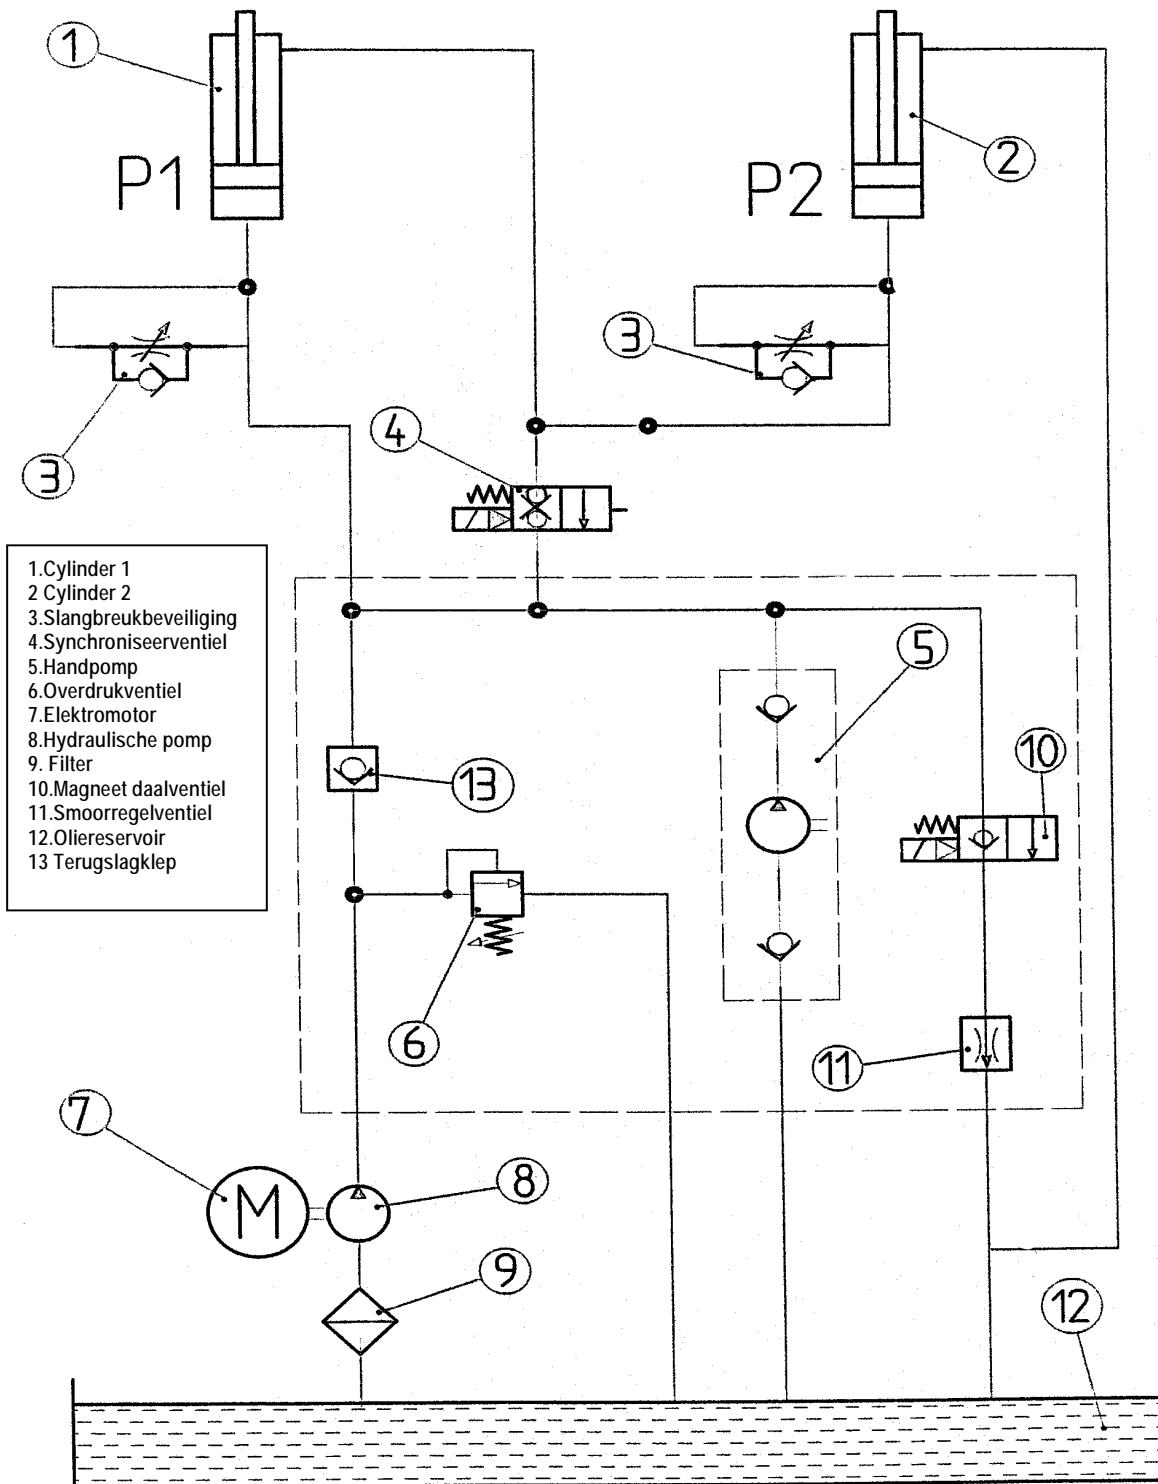 1
P1
2
P2
3
3
4
1.Cylinder 1
2 Cylinder 2
3.Slangbreukbeveiliging
4.Synchroniseerventiel
5.Handpomp
6.Overdrukventiel
7.Elektromotor
8.Hydraulische pomp
9. Filter
10.Magneet daalventiel
11.Smoorregelventiel
12.Oliereservoir
13 Terugslagklep
5
10
13
6
11
7
M
8
9
12